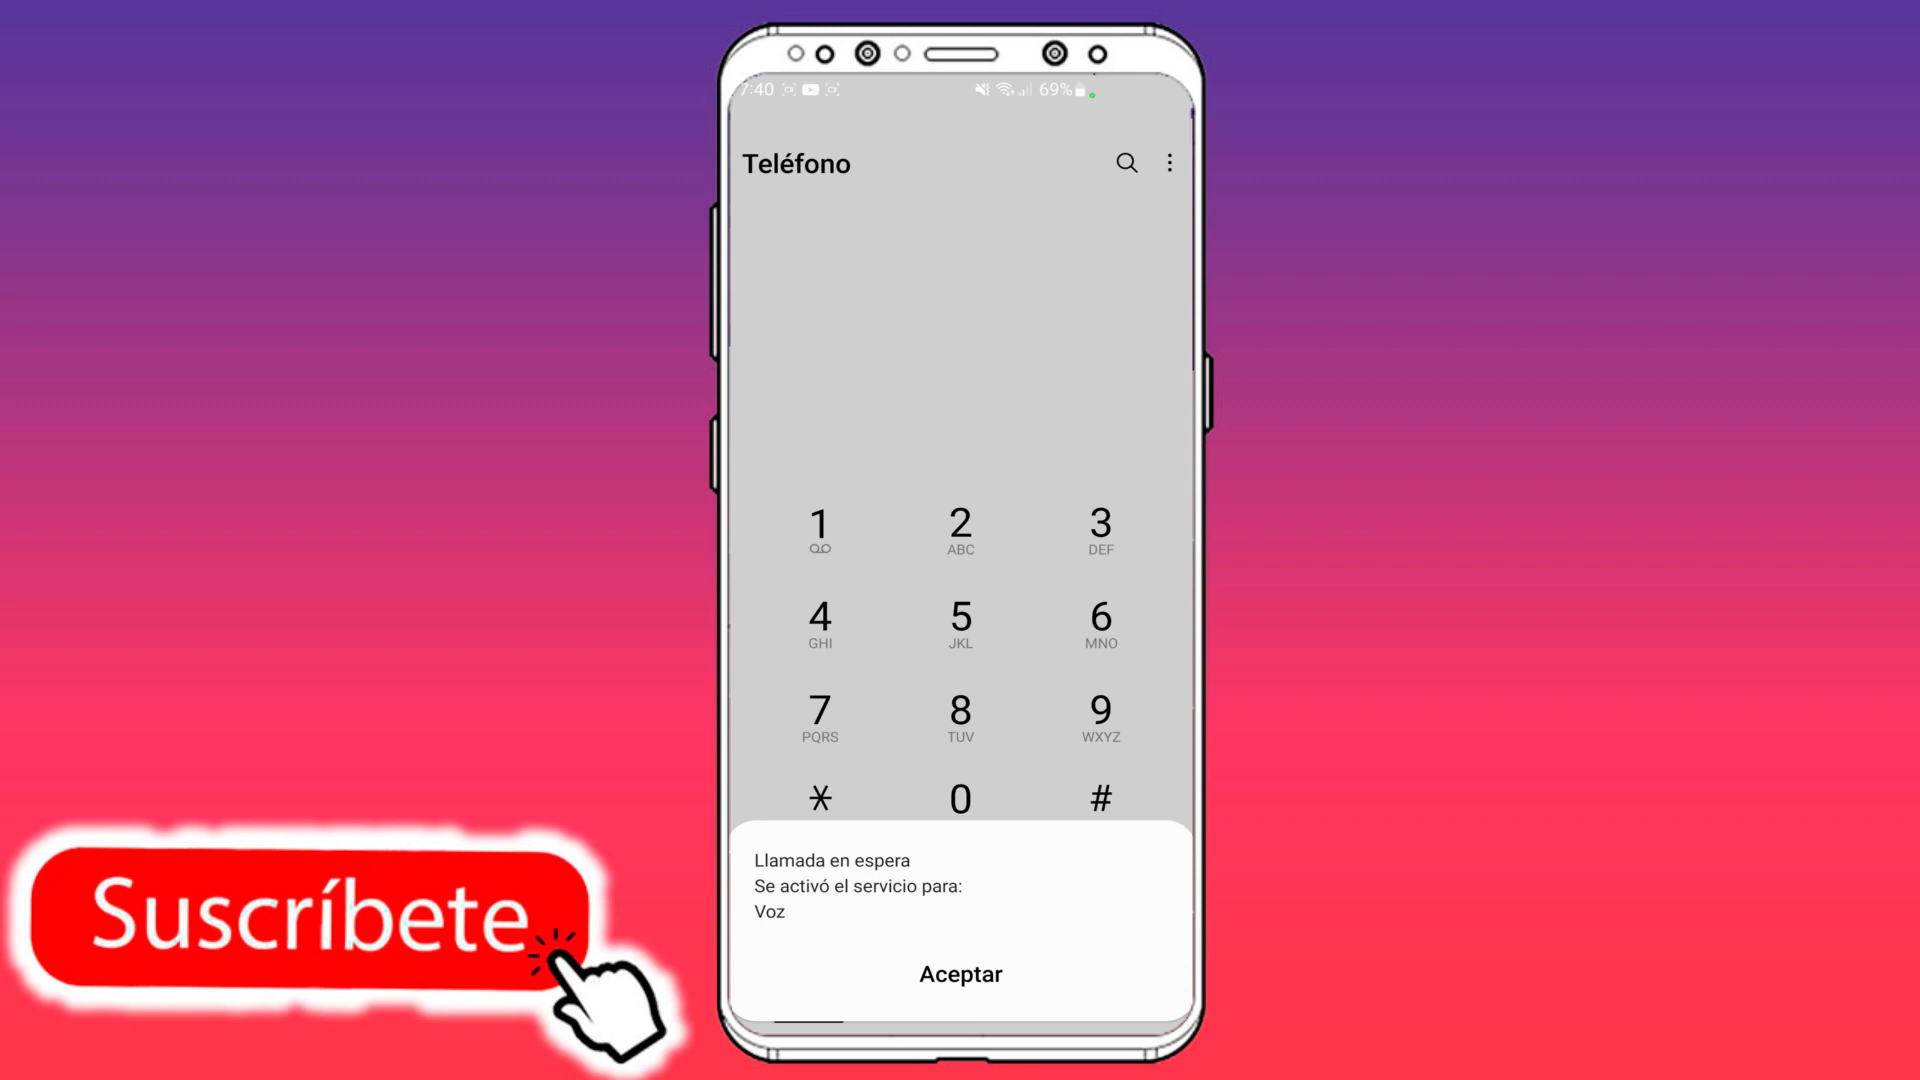 7:40
69%
Teléfono
1 2 3
ABC DEF
4 5 6
GHI JKL MNO
7 8 9
PQRS TUV WXYZ
* 0 #
Llamada en espera
Se activó el servicio para:
Voz
Aceptar
Suscríbete